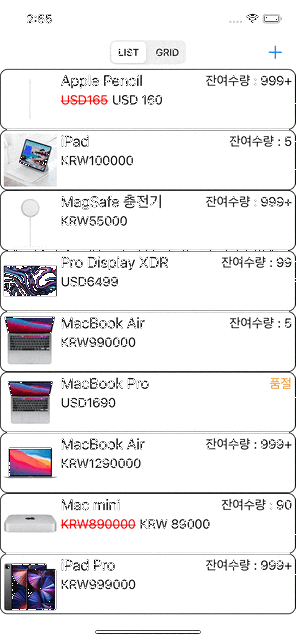 2:55
LIST GRID +
Apple Pencil 잔여수량 : 999+
USD165 USD 160
iPad 잔여수량 : 5
KRW100000
MagSafe 충전기 잔여수량 : 999+
KRW55000
Pro Display XDR 잔여수량 : 99
USD6499
MacBook Air 잔여수량 : 5
KRW990000
MacBook Pro 품절
USD1690
MacBook Air 잔여수량 : 999+
KRW1290000
Mac mini 잔여수량 : 90
KRW890000 KRW 89000
iPad Pro 잔여수량 : 999+
KRW999000